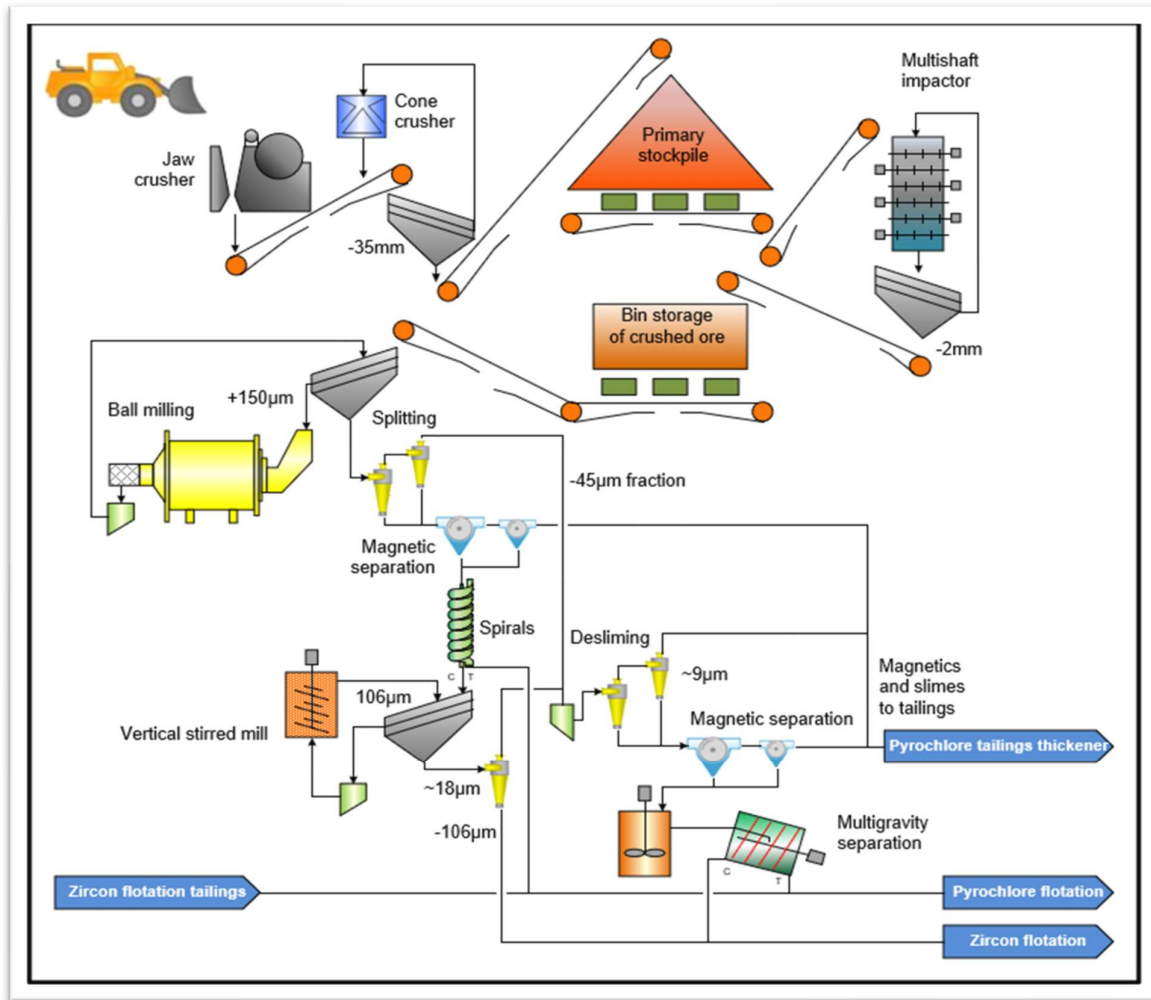 Multishaft
impactor
Cone
crusher
Jaw
crusher
Primary
stockpile
-35mm
-2mm
Bin storage
of crushed ore
+150µm
Ball milling
Splitting
-45µm fraction
Magnetic
separation
Spirals
C T
Desliming
~9µm
106µm
Vertical stirred mill
Magnetics
and slimes
to tailings
Magnetic separation
Pyrochlore tailings thickener
~18µm
-106µm
Multigravity
separation
C
T
Zircon flotation tailings
Pyrochlore flotation
Zircon flotation